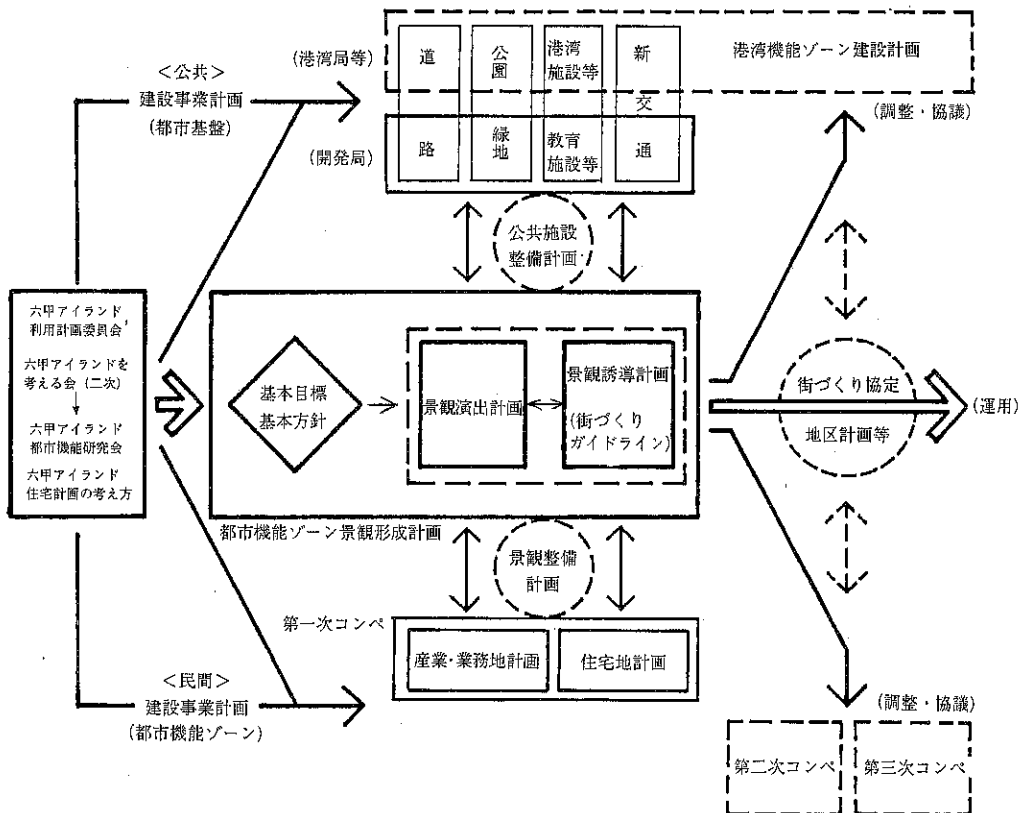 港湾機能ゾーン建設計画
(港湾局等)
道路
公園
緑地
港湾
施設等
教育
施設等
新交通
(開発局)
<公共>
建設事業計画
(都市基盤)
(調整・協議)
公共施設
整備計画
六甲アイランド
利用計画委員会
六甲アイランドを
考える会(二次)
六甲アイランド
都市機能研究会
六甲アイランド
住宅計画の考え方
基本目標
基本方針
景観演出計画
景観誘導計画
(街づくり
ガイドライン)
街づくり協定
地区計画等
(運用)
都市機能ゾーン景観形成計画
景観整備
計画
第一次コンペ
産業・業務地計画
住宅地計画
<民間>
建設事業計画
(都市機能ゾーン)
(調整・協議)
第二次コンペ
第三次コンペ